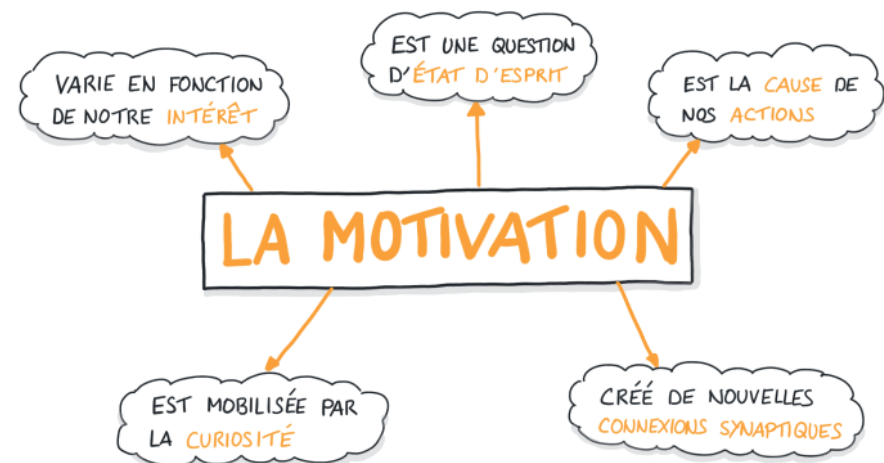 EST UNE QUESTION
D'ÉTAT D'ESPRIT
VARIE EN FONCTION
DE NOTRE INTÉRÊT
EST LA CAUSE DE
NOS ACTIONS
LA MOTIVATION
EST MOBILISÉE PAR
LA CURIOSITÉ
CRÉÉ DE NOUVELLES
CONNEXIONS SYNAPTIQUES